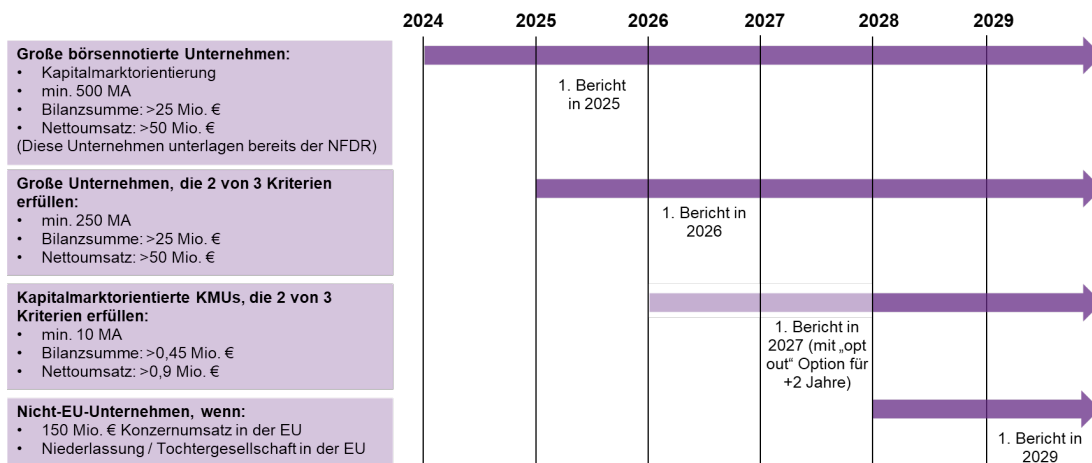 2024 2025 2026 2027 2028 2029
Große börsennotierte Unternehmen:
• Kapitalmarktorientierung
• min. 500 MA
• Bilanzsumme: >25 Mio. €
• Nettoumsatz: >50 Mio. €
(Diese Unternehmen unterlagen bereits der NFDR)
1. Bericht
in 2025
Große Unternehmen, die 2 von 3 Kriterien
erfüllen:
• min. 250 MA
• Bilanzsumme: >25 Mio. €
• Nettoumsatz: >50 Mio. €
1. Bericht in
2026
Kapitalmarktorientierte KMUs, die 2 von 3
Kriterien erfüllen:
• min. 10 MA
• Bilanzsumme: >0,45 Mio. €
• Nettoumsatz: >0,9 Mio. €
1. Bericht in
2027 (mit „opt
out“ Option für
+2 Jahre)
Nicht-EU-Unternehmen, wenn:
• 150 Mio. € Konzernumsatz in der EU
• Niederlassung / Tochtergesellschaft in der EU
1. Bericht in
2029